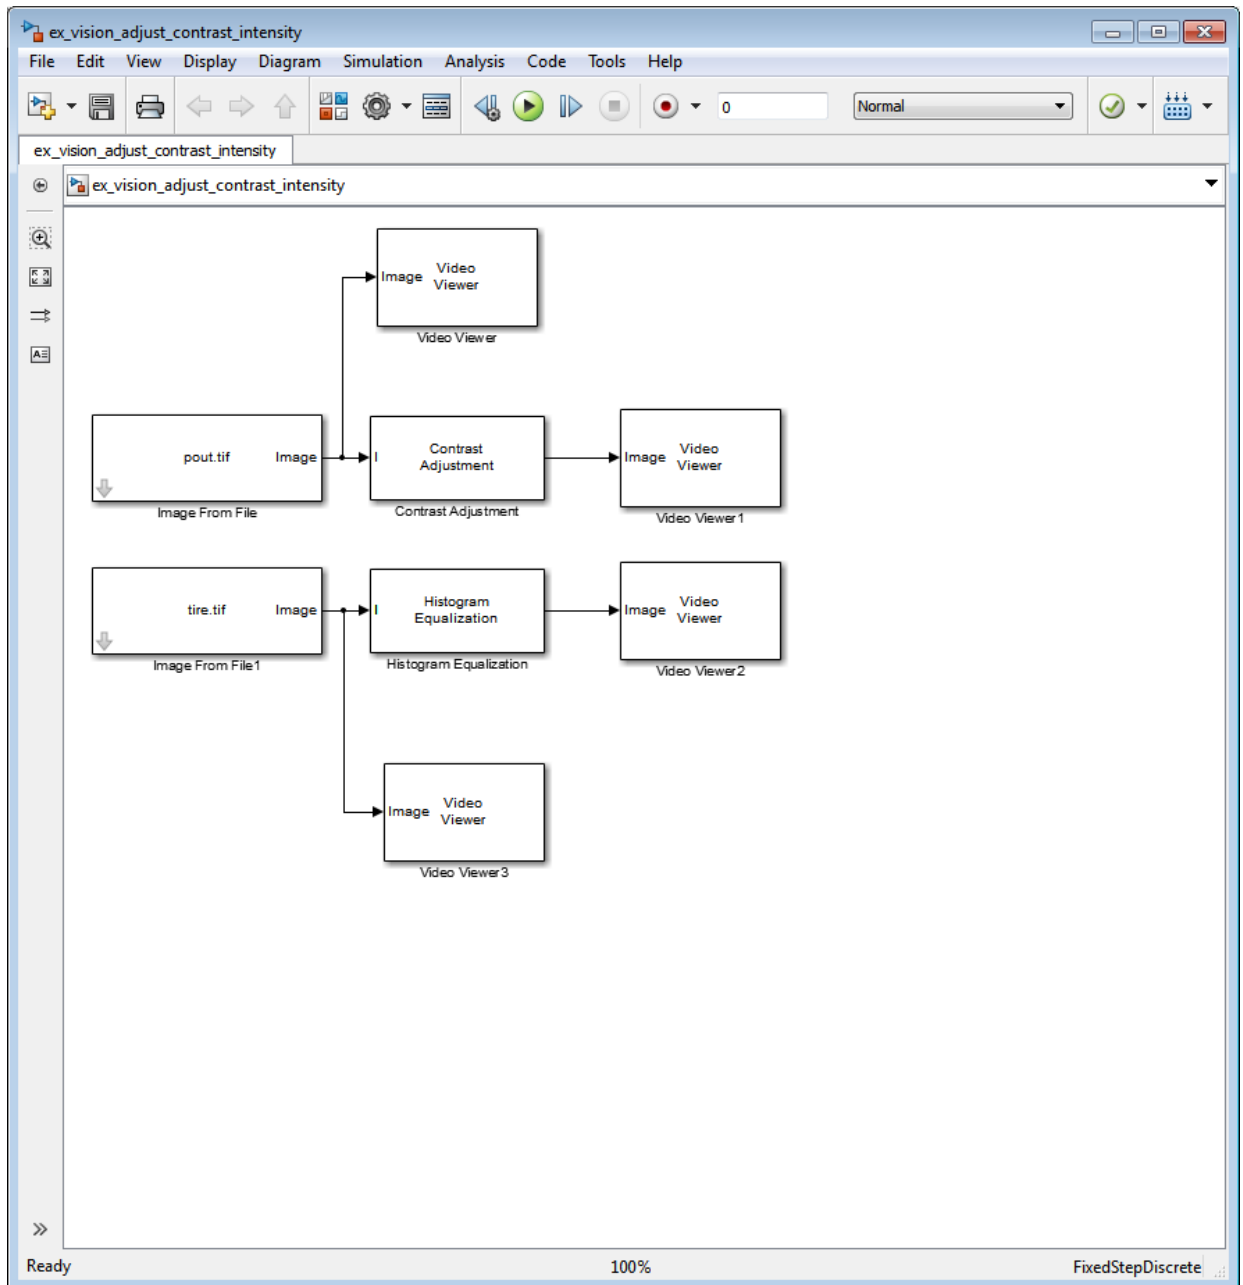 ex_vision_adjust_contrast_intensity
File Edit View Display Diagram Simulation Analysis Code Tools Help
0 Normal
ex_vision_adjust_contrast_intensity
ex_vision_adjust_contrast_intensity
Image Video Viewer
Video Viewer
pout.tif Image
Image From File
I Contrast Adjustment
Contrast Adjustment
Image Video Viewer
Video Viewer1
tire.tif Image
Image From File1
I Histogram Equalization
Histogram Equalization
Image Video Viewer
Video Viewer2
Image Video Viewer
Video Viewer3
Ready 100% FixedStepDiscrete